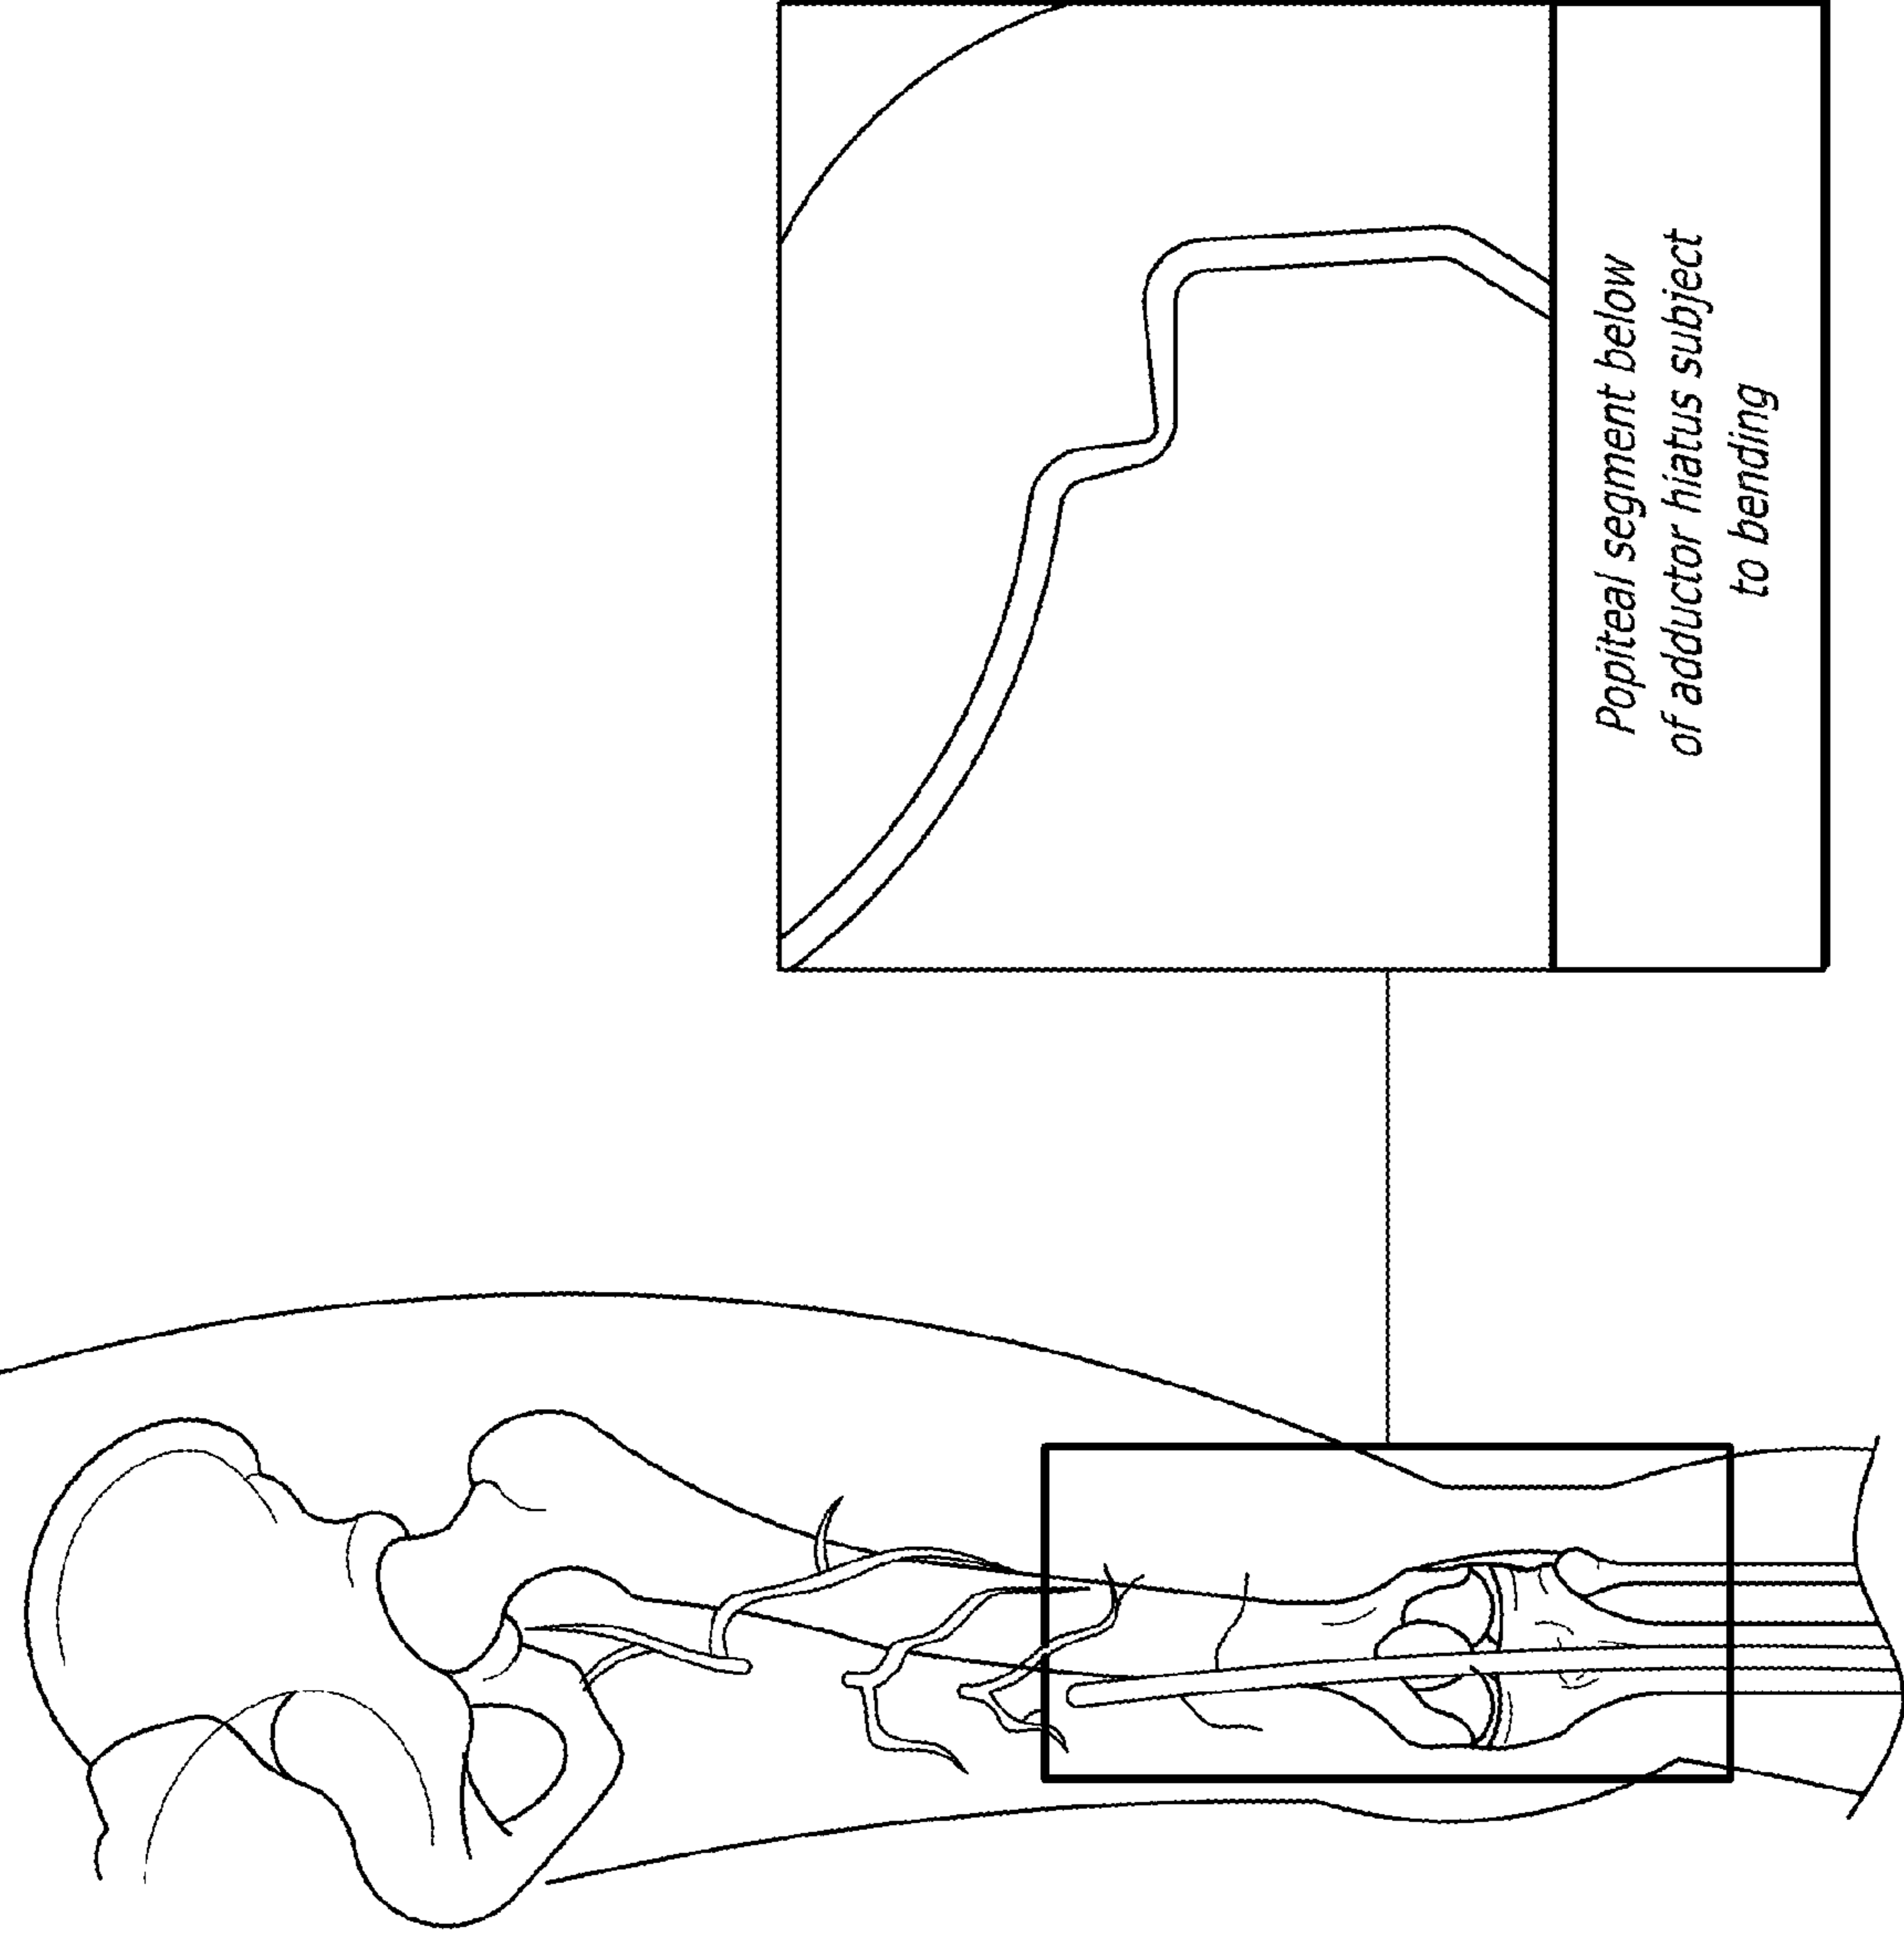 Popiteal segment below
of adductor hiatus subject
to bending